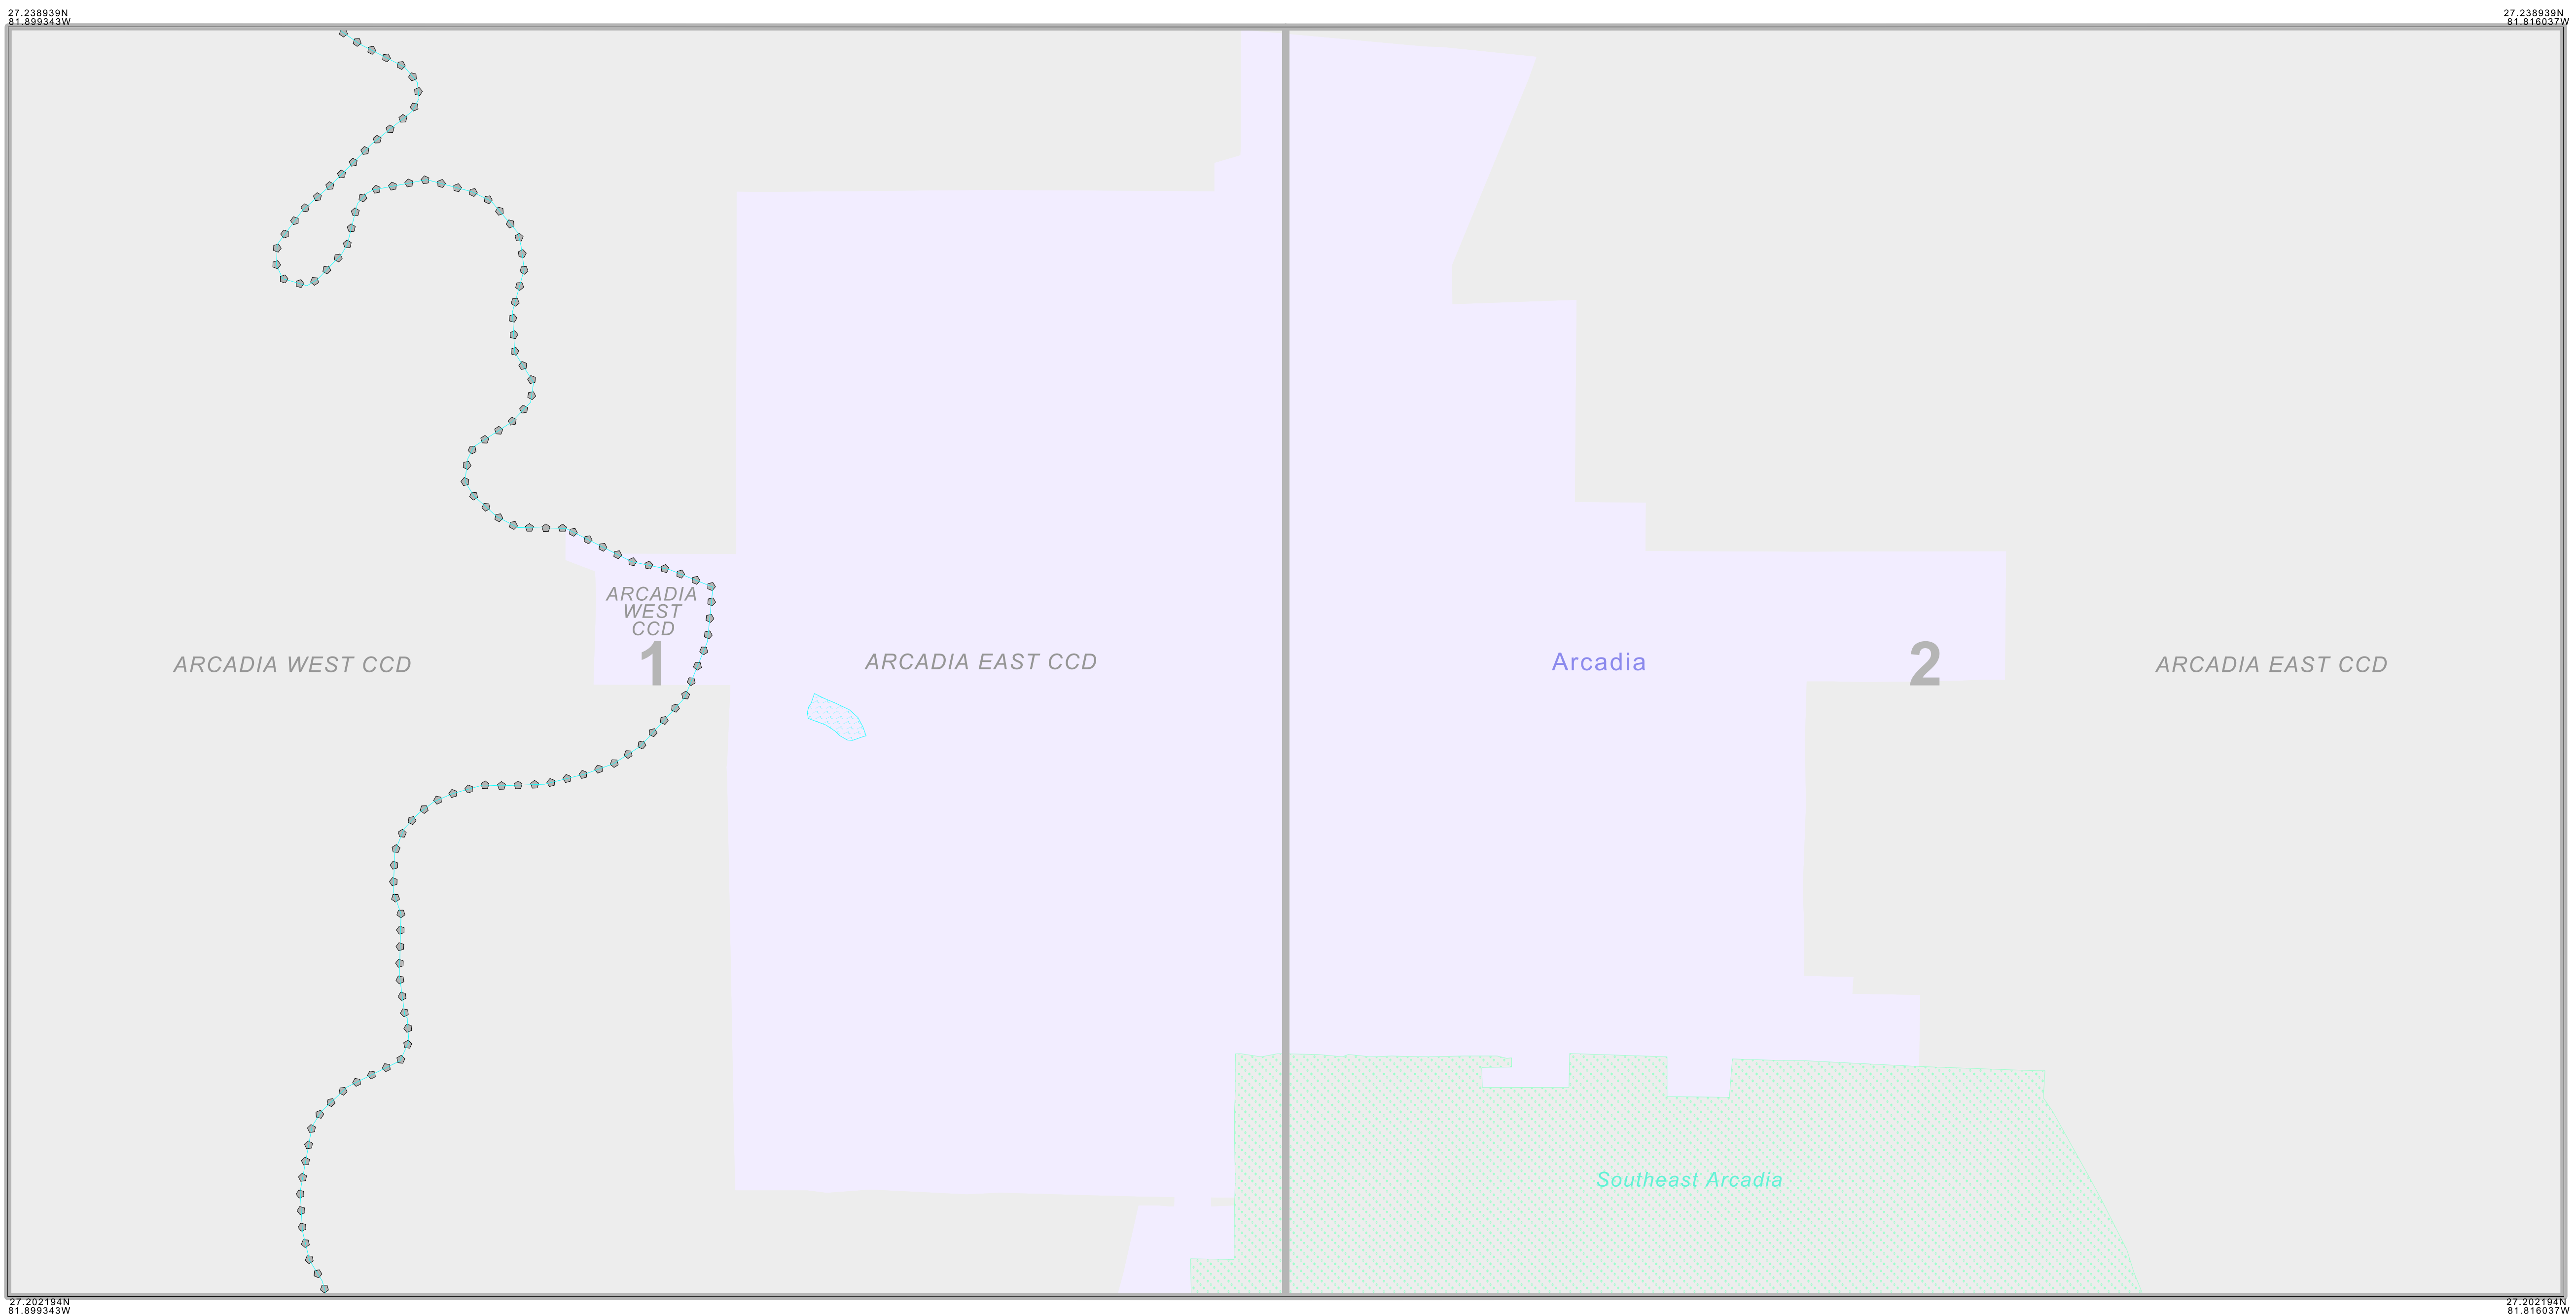 27.238939N
81.899343W
27.238939N
81.816037W
ARCADIA
WEST
CCD
1
ARCADIA WEST CCD
ARCADIA EAST CCD
Arcadia
2
ARCADIA EAST CCD
Southeast Arcadia
27.202194N
81.899343W
27.202194N
81.816037W